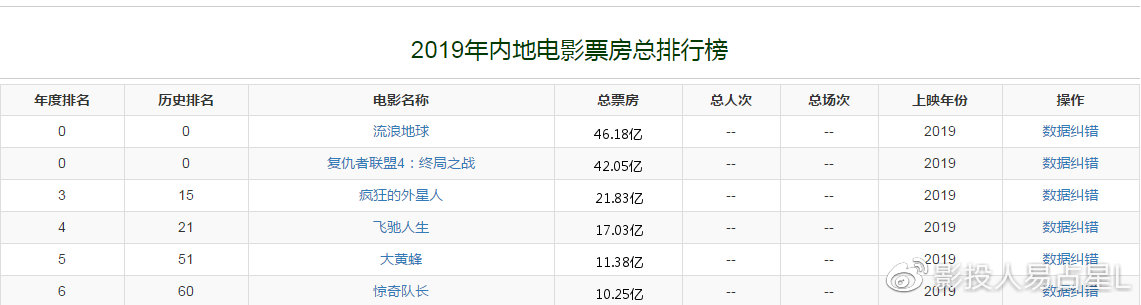 2019年内地电影票房总排行榜
年度排名 历史排名 电影名称 总票房 总人次 总场次 上映年份 操作
0 0 流浪地球 46.18亿 -- -- 2019 数据纠错
0 0 复仇者联盟4：终局之战 42.05亿 -- -- 2019 数据纠错
3 15 疯狂的外星人 21.83亿 -- -- 2019 数据纠错
4 21 飞驰人生 17.03亿 -- -- 2019 数据纠错
5 51 大黄蜂 11.38亿 -- -- 2019 数据纠错
6 60 惊奇队长 10.25亿 -- -- 2019 数据纠错
影投人易占星L